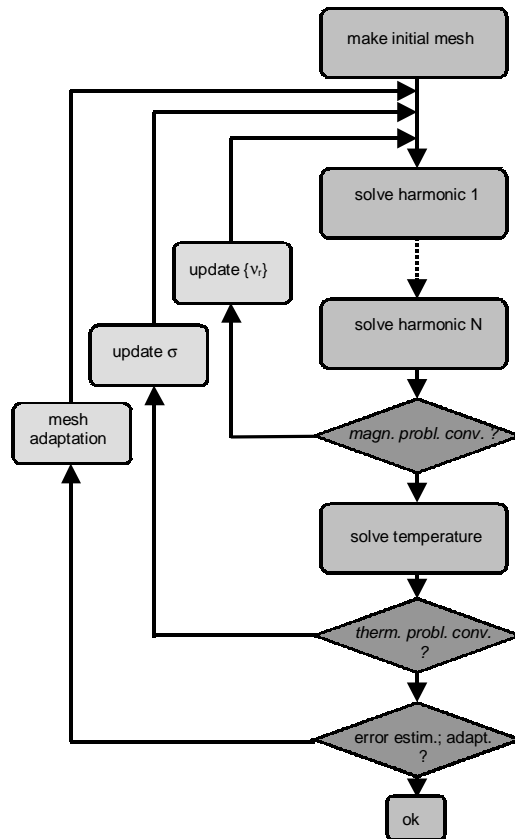 make initial mesh
solve harmonic 1
update {νr}
solve harmonic N
update σ
mesh
adaptation
magn. probl. conv. ?
solve temperature
therm. probl. conv.
?
error estim.; adapt.
?
ok